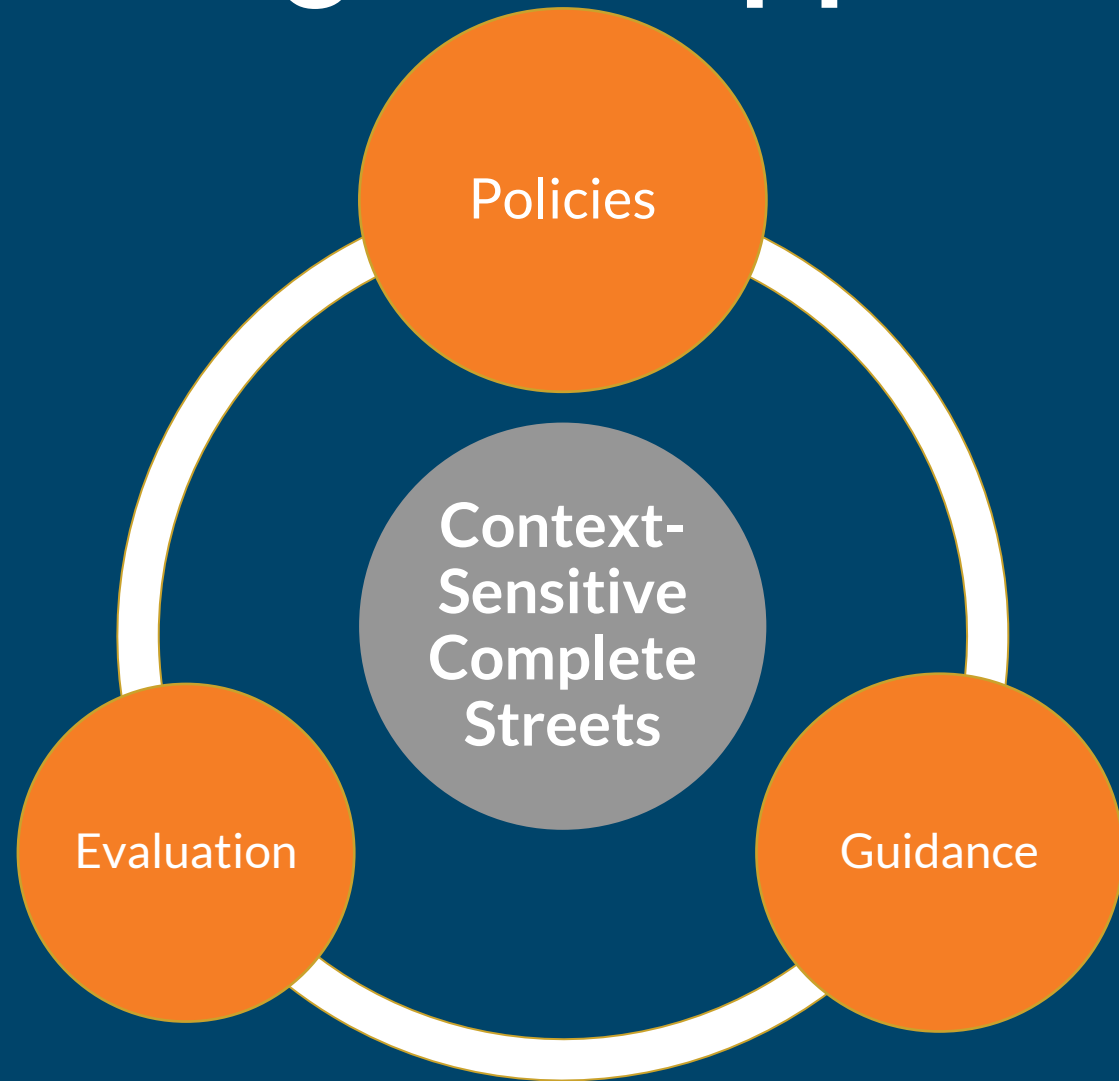 Policies
Context-
Sensitive
Complete
Streets
Evaluation
Guidance